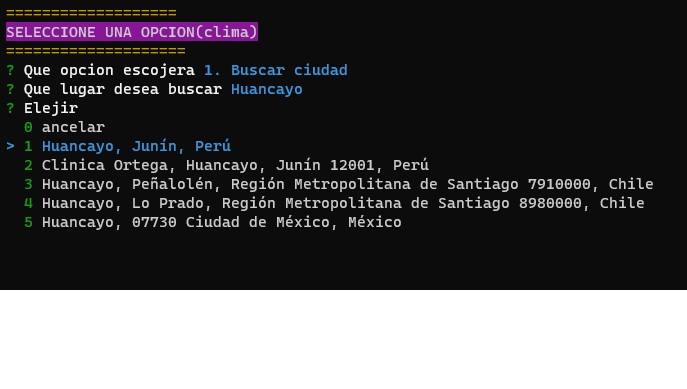 ===================
SELECCIONE UNA OPCION(clima)
====================
? Que opcion escojera 1. Buscar ciudad
? Que lugar desea buscar Huancayo
? Elejir
0 ancelar
> 1 Huancayo, Junín, Perú
2 Clinica Ortega, Huancayo, Junín 12001, Perú
3 Huancayo, Peñalolén, Región Metropolitana de Santiago 7910000, Chile
4 Huancayo, Lo Prado, Región Metropolitana de Santiago 8980000, Chile
5 Huancayo, 07730 Ciudad de México, México